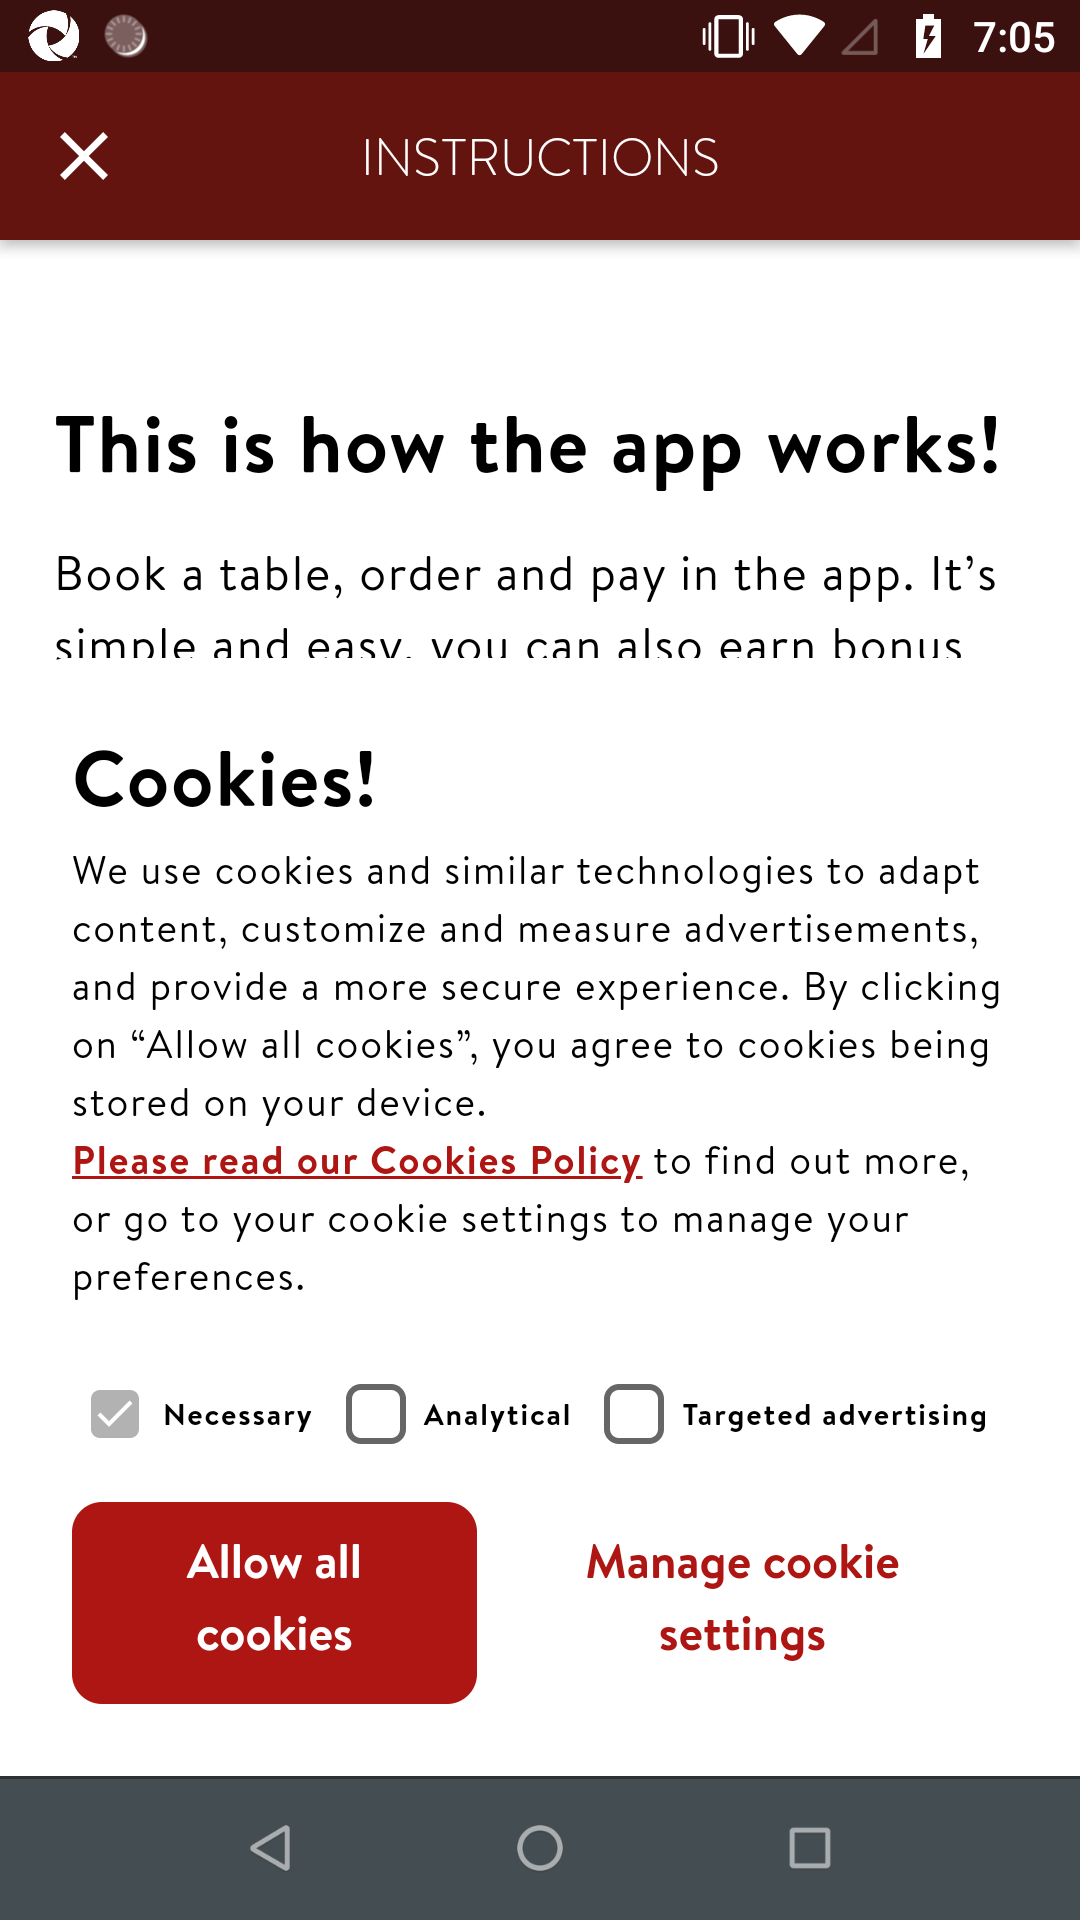 7:05
INSTRUCTIONS
This is how the app works!
Book a table, order and pay in the app. It’s
simple and easy, you can also earn bonus
Cookies!
We use cookies and similar technologies to adapt
content, customize and measure advertisements,
and provide a more secure experience. By clicking
on “Allow all cookies”, you agree to cookies being
stored on your device.
Please read our Cookies Policy to find out more,
or go to your cookie settings to manage your
preferences.
Necessary Analytical Targeted advertising
Allow all
cookies
Manage cookie
settings